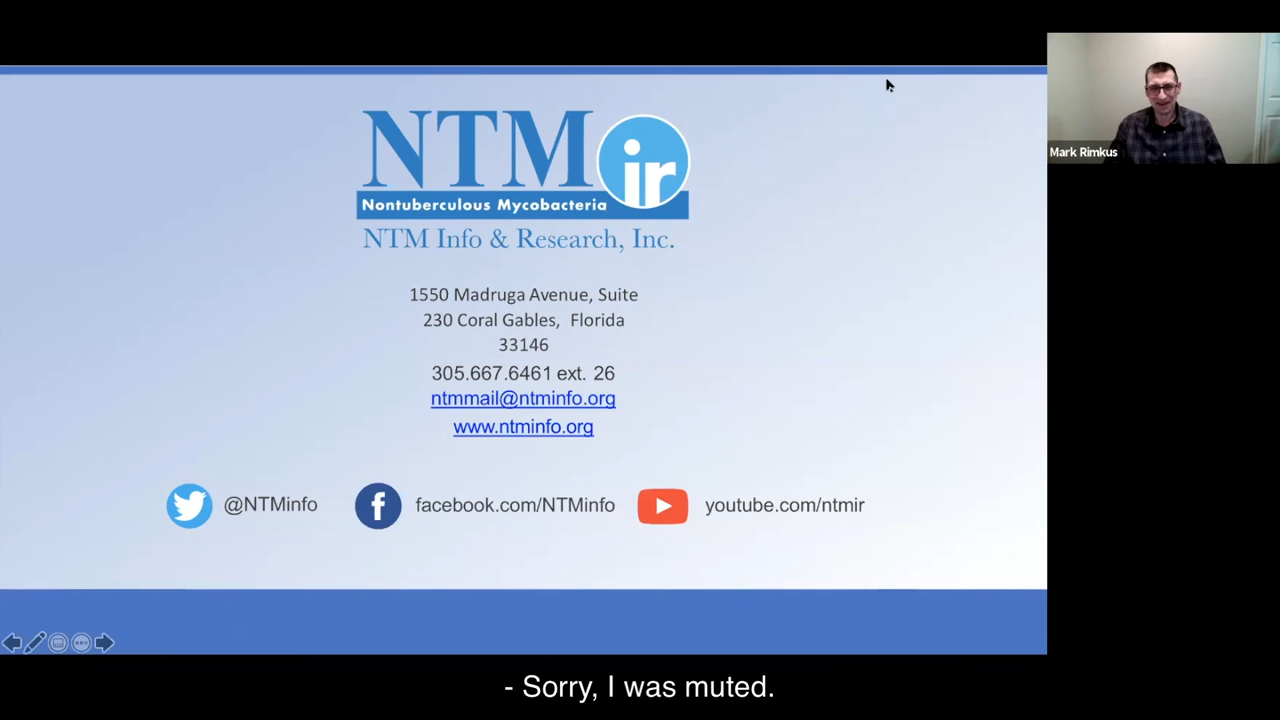 NTM
ir
Nontuberculous Mycobacteria
NTM Info & Research, Inc.
Mark Rimkus
1550 Madruga Avenue, Suite
230 Coral Gables, Florida
33146
305.667.6461 ext. 26
ntmmail@ntminfo.org
www.ntminfo.org
@NTMinfo
facebook.com/NTMinfo
youtube.com/ntmir
- Sorry, I was muted.